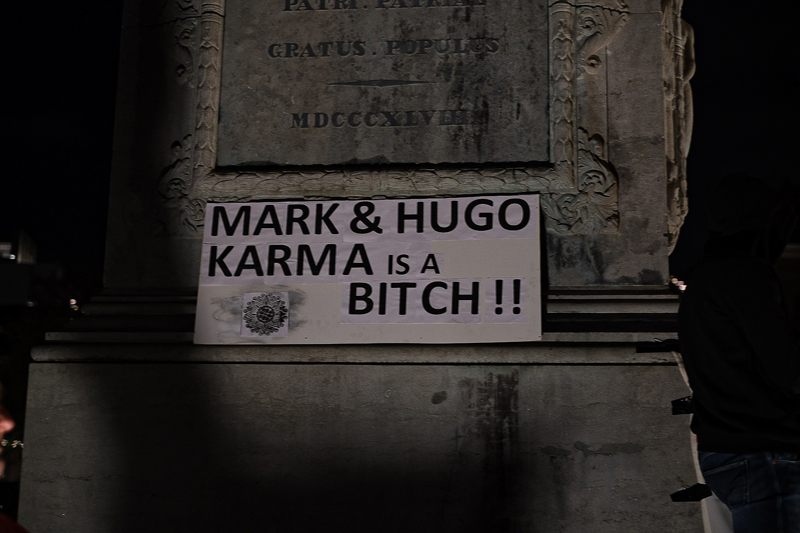 PATRI . PATRIAE
GRATUS . POPULUS
MDCCCXLVIII
MARK & HUGO
KARMA IS A
BITCH !!